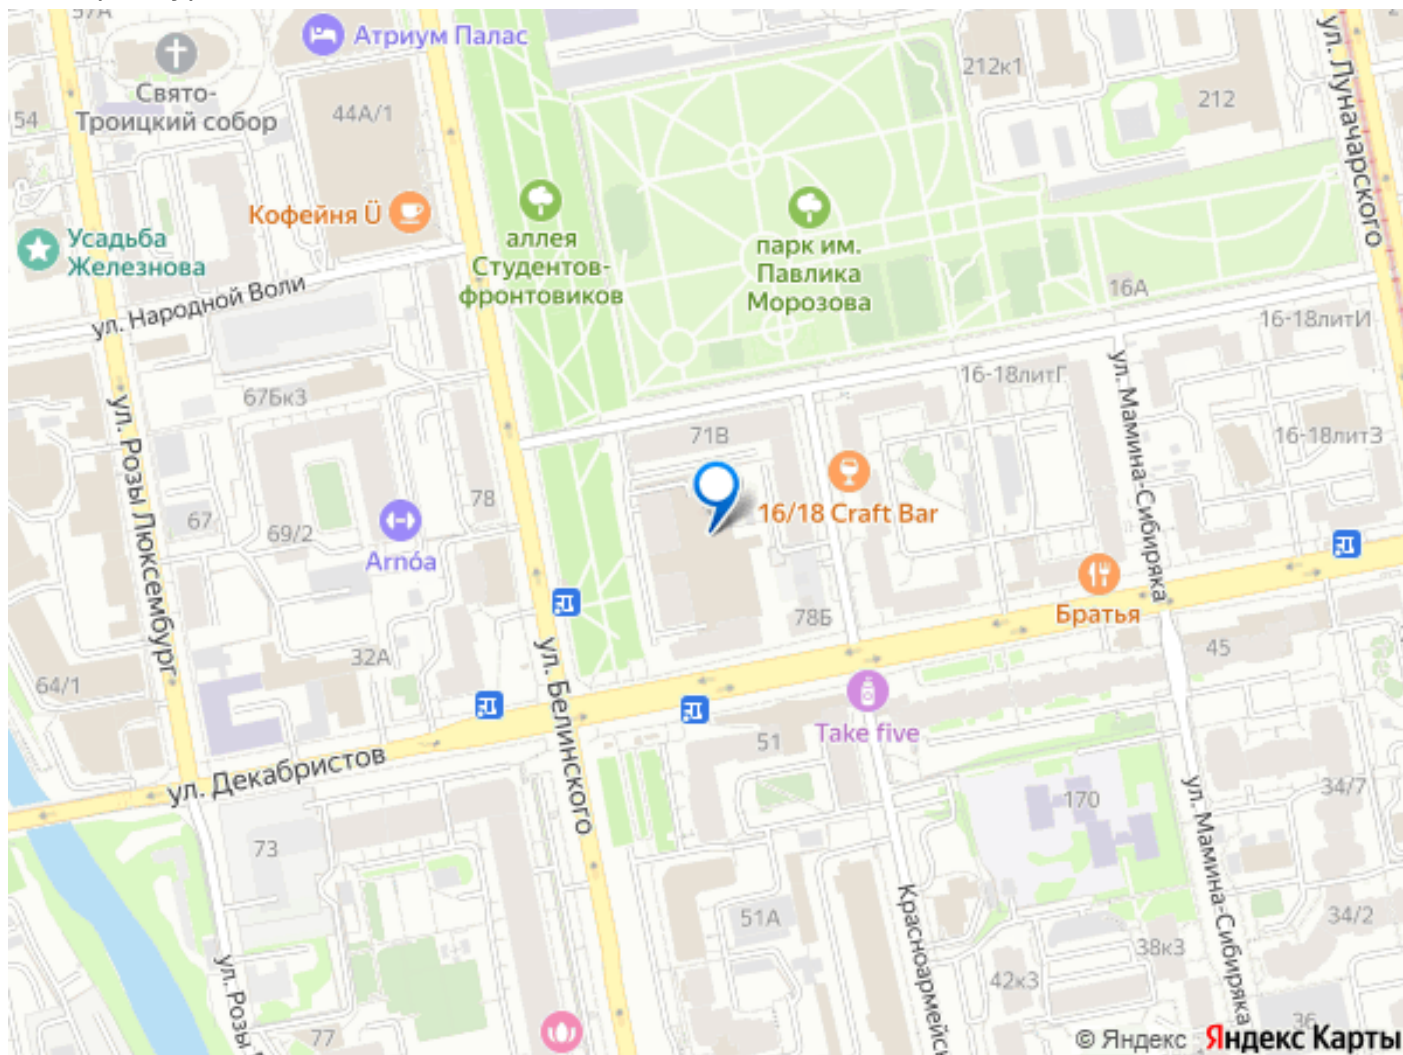 57А
Атриум Палас
Свято-
Троицкий собор
54
44А/1
212к1
212
ул. Луначарского
Кофейня Ü
Усадьба
Железнова
аллея
Студентов-
фронтовиков
парк им.
Павлика
Морозова
ул. Народной Воли
16А
16-18литИ
ул. Розы Люксембург
67Бк3
16-18литГ
ул. Мамина-Сибиряка
71В
16-18литЗ
78
67
69/2
Arnóa
16/18 Craft Bar
Братья
78Б
32А
45
64/1
ул. Белинского
51
Take five
ул. Декабристов
170
34/7
ул. Мамина-Сибиряка
73
51А
Красноармейск
34/2
38к3
42к3
ул. Розы
77
36
© Яндекс Яндекс Карты